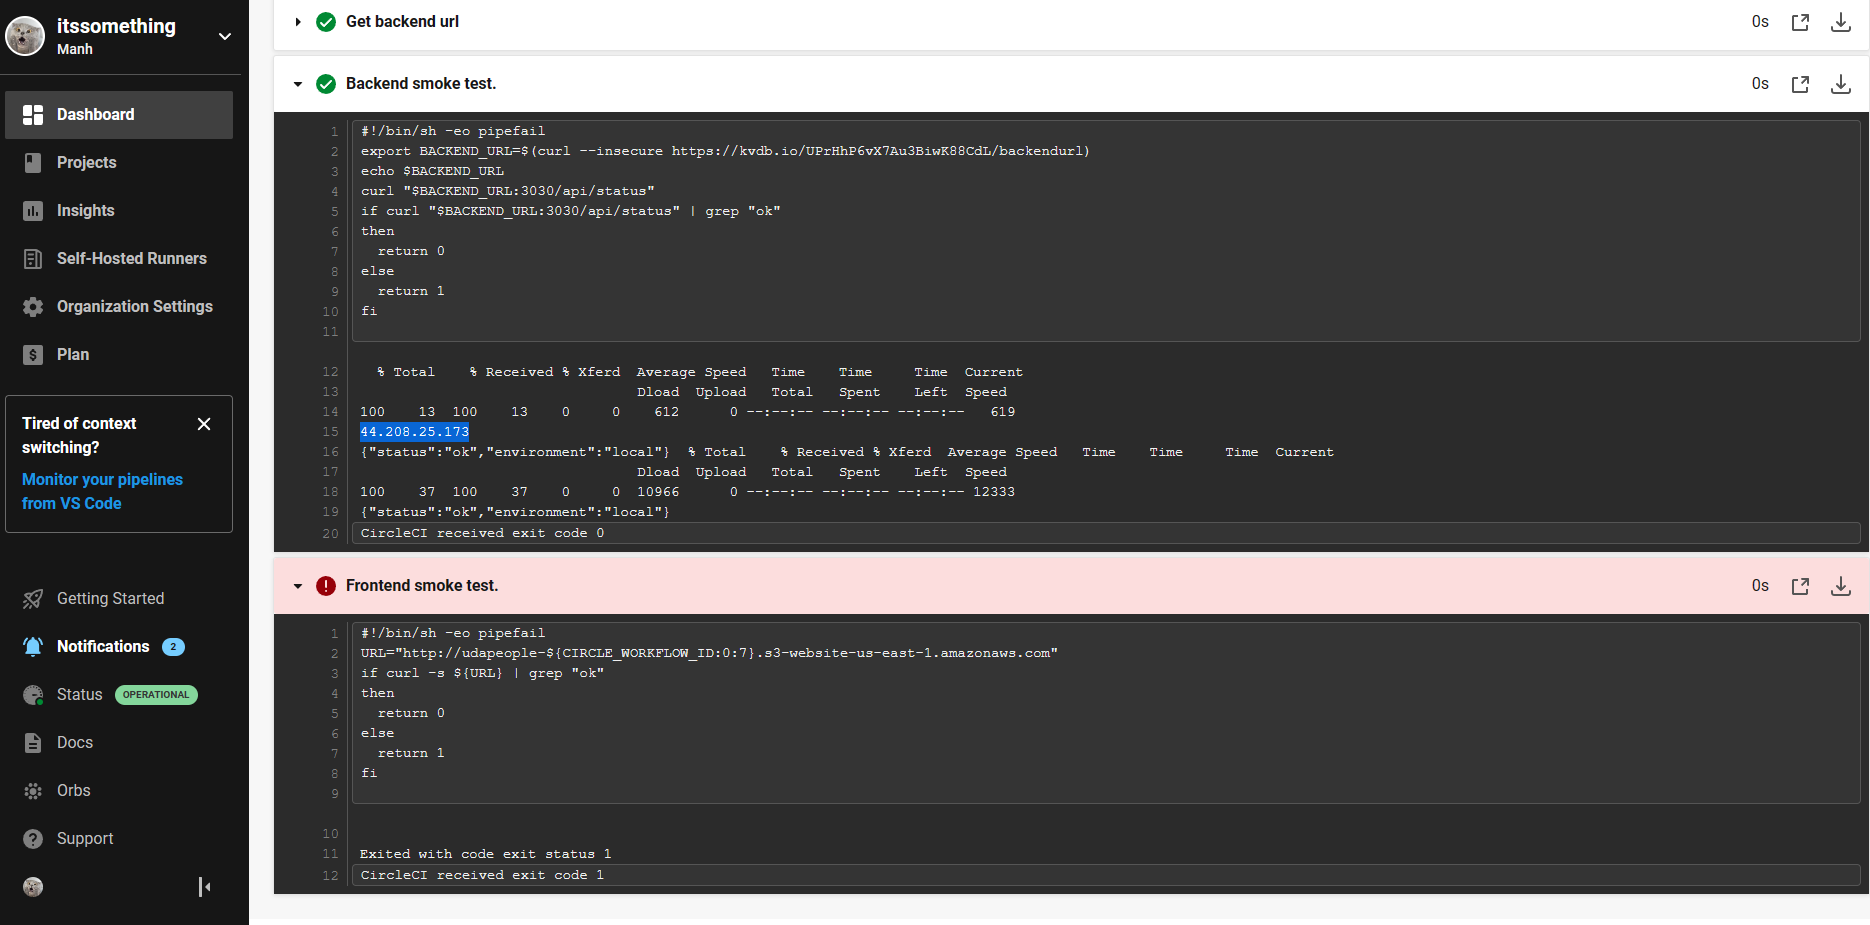 itssomething
Manh
Dashboard
Projects
Insights
Self-Hosted Runners
Organization Settings
$ Plan
Tired of context
switching?
Monitor your pipelines
from VS Code
Getting Started
Notifications 2
Status OPERATIONAL
Docs
Orbs
? Support
Get backend url 0s
Backend smoke test. 0s
1 #!/bin/sh -eo pipefail
2 export BACKEND_URL=$(curl --insecure https://kvdb.io/UPrHhP6vX7Au3BiwK88CdL/backendurl)
3 echo $BACKEND_URL
4 curl "$BACKEND_URL:3030/api/status"
5 if curl "$BACKEND_URL:3030/api/status" | grep "ok"
6 then
7   return 0
8 else
9   return 1
10 fi
11
12   % Total    % Received % Xferd  Average Speed   Time    Time     Time  Current
13                                  Dload  Upload   Total   Spent    Left  Speed
14 100    13  100    13    0     0    612      0 --:--:-- --:--:-- --:--:--   619
15 44.208.25.173
16 {"status":"ok","environment":"local"}  % Total    % Received % Xferd  Average Speed   Time    Time     Time  Current
17                                  Dload  Upload   Total   Spent    Left  Speed
18 100    37  100    37    0     0  10966      0 --:--:-- --:--:-- --:--:-- 12333
19 {"status":"ok","environment":"local"}
20 CircleCI received exit code 0
Frontend smoke test. 0s
1 #!/bin/sh -eo pipefail
2 URL="http://udapeople-${CIRCLE_WORKFLOW_ID:0:7}.s3-website-us-east-1.amazonaws.com"
3 if curl -s ${URL} | grep "ok"
4 then
5   return 0
6 else
7   return 1
8 fi
9
10
11 Exited with code exit status 1
12 CircleCI received exit code 1